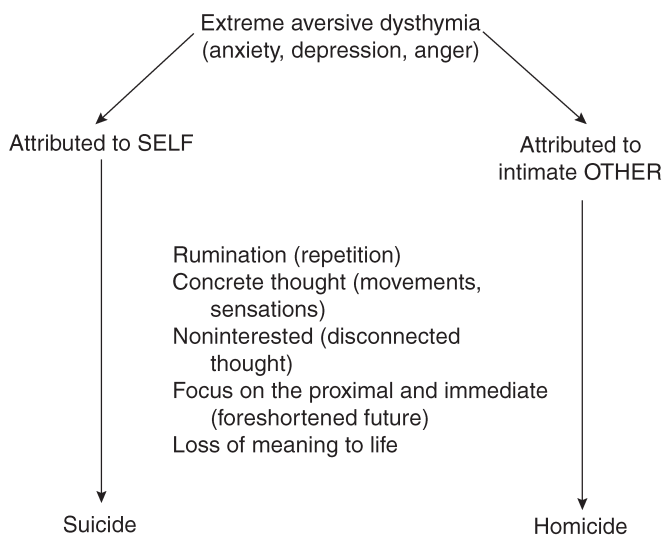 Extreme aversive dysthymia
(anxiety, depression, anger)
Attributed to SELF
Attributed to
intimate OTHER
Rumination (repetition)
Concrete thought (movements,
sensations)
Noninterested (disconnected
thought)
Focus on the proximal and immediate
(foreshortened future)
Loss of meaning to life
Suicide
Homicide